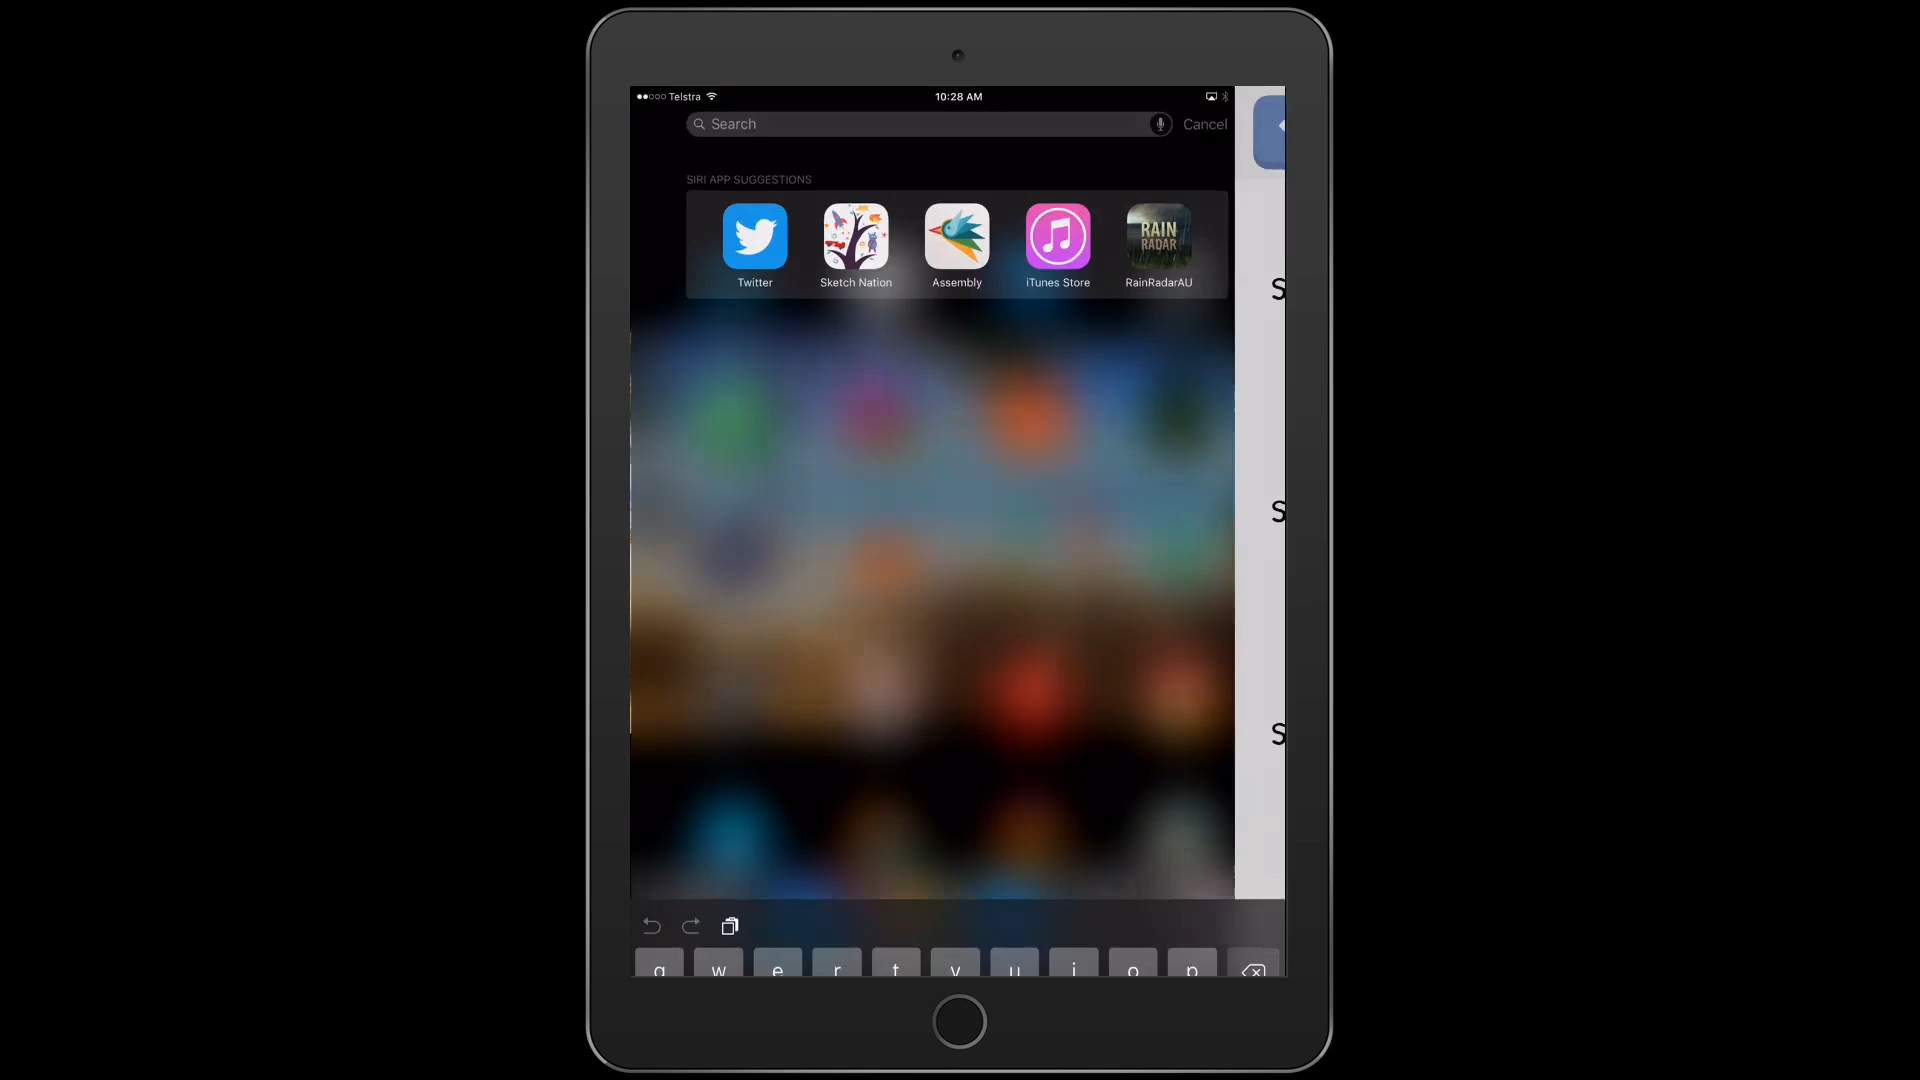 Telstra
10:28 AM
Search
Cancel
SIRI APP SUGGESTIONS
RAIN
RADAR
Twitter
Sketch Nation
Assembly
iTunes Store
RainRadarAU
S
S
S
q w e r t y u i o p